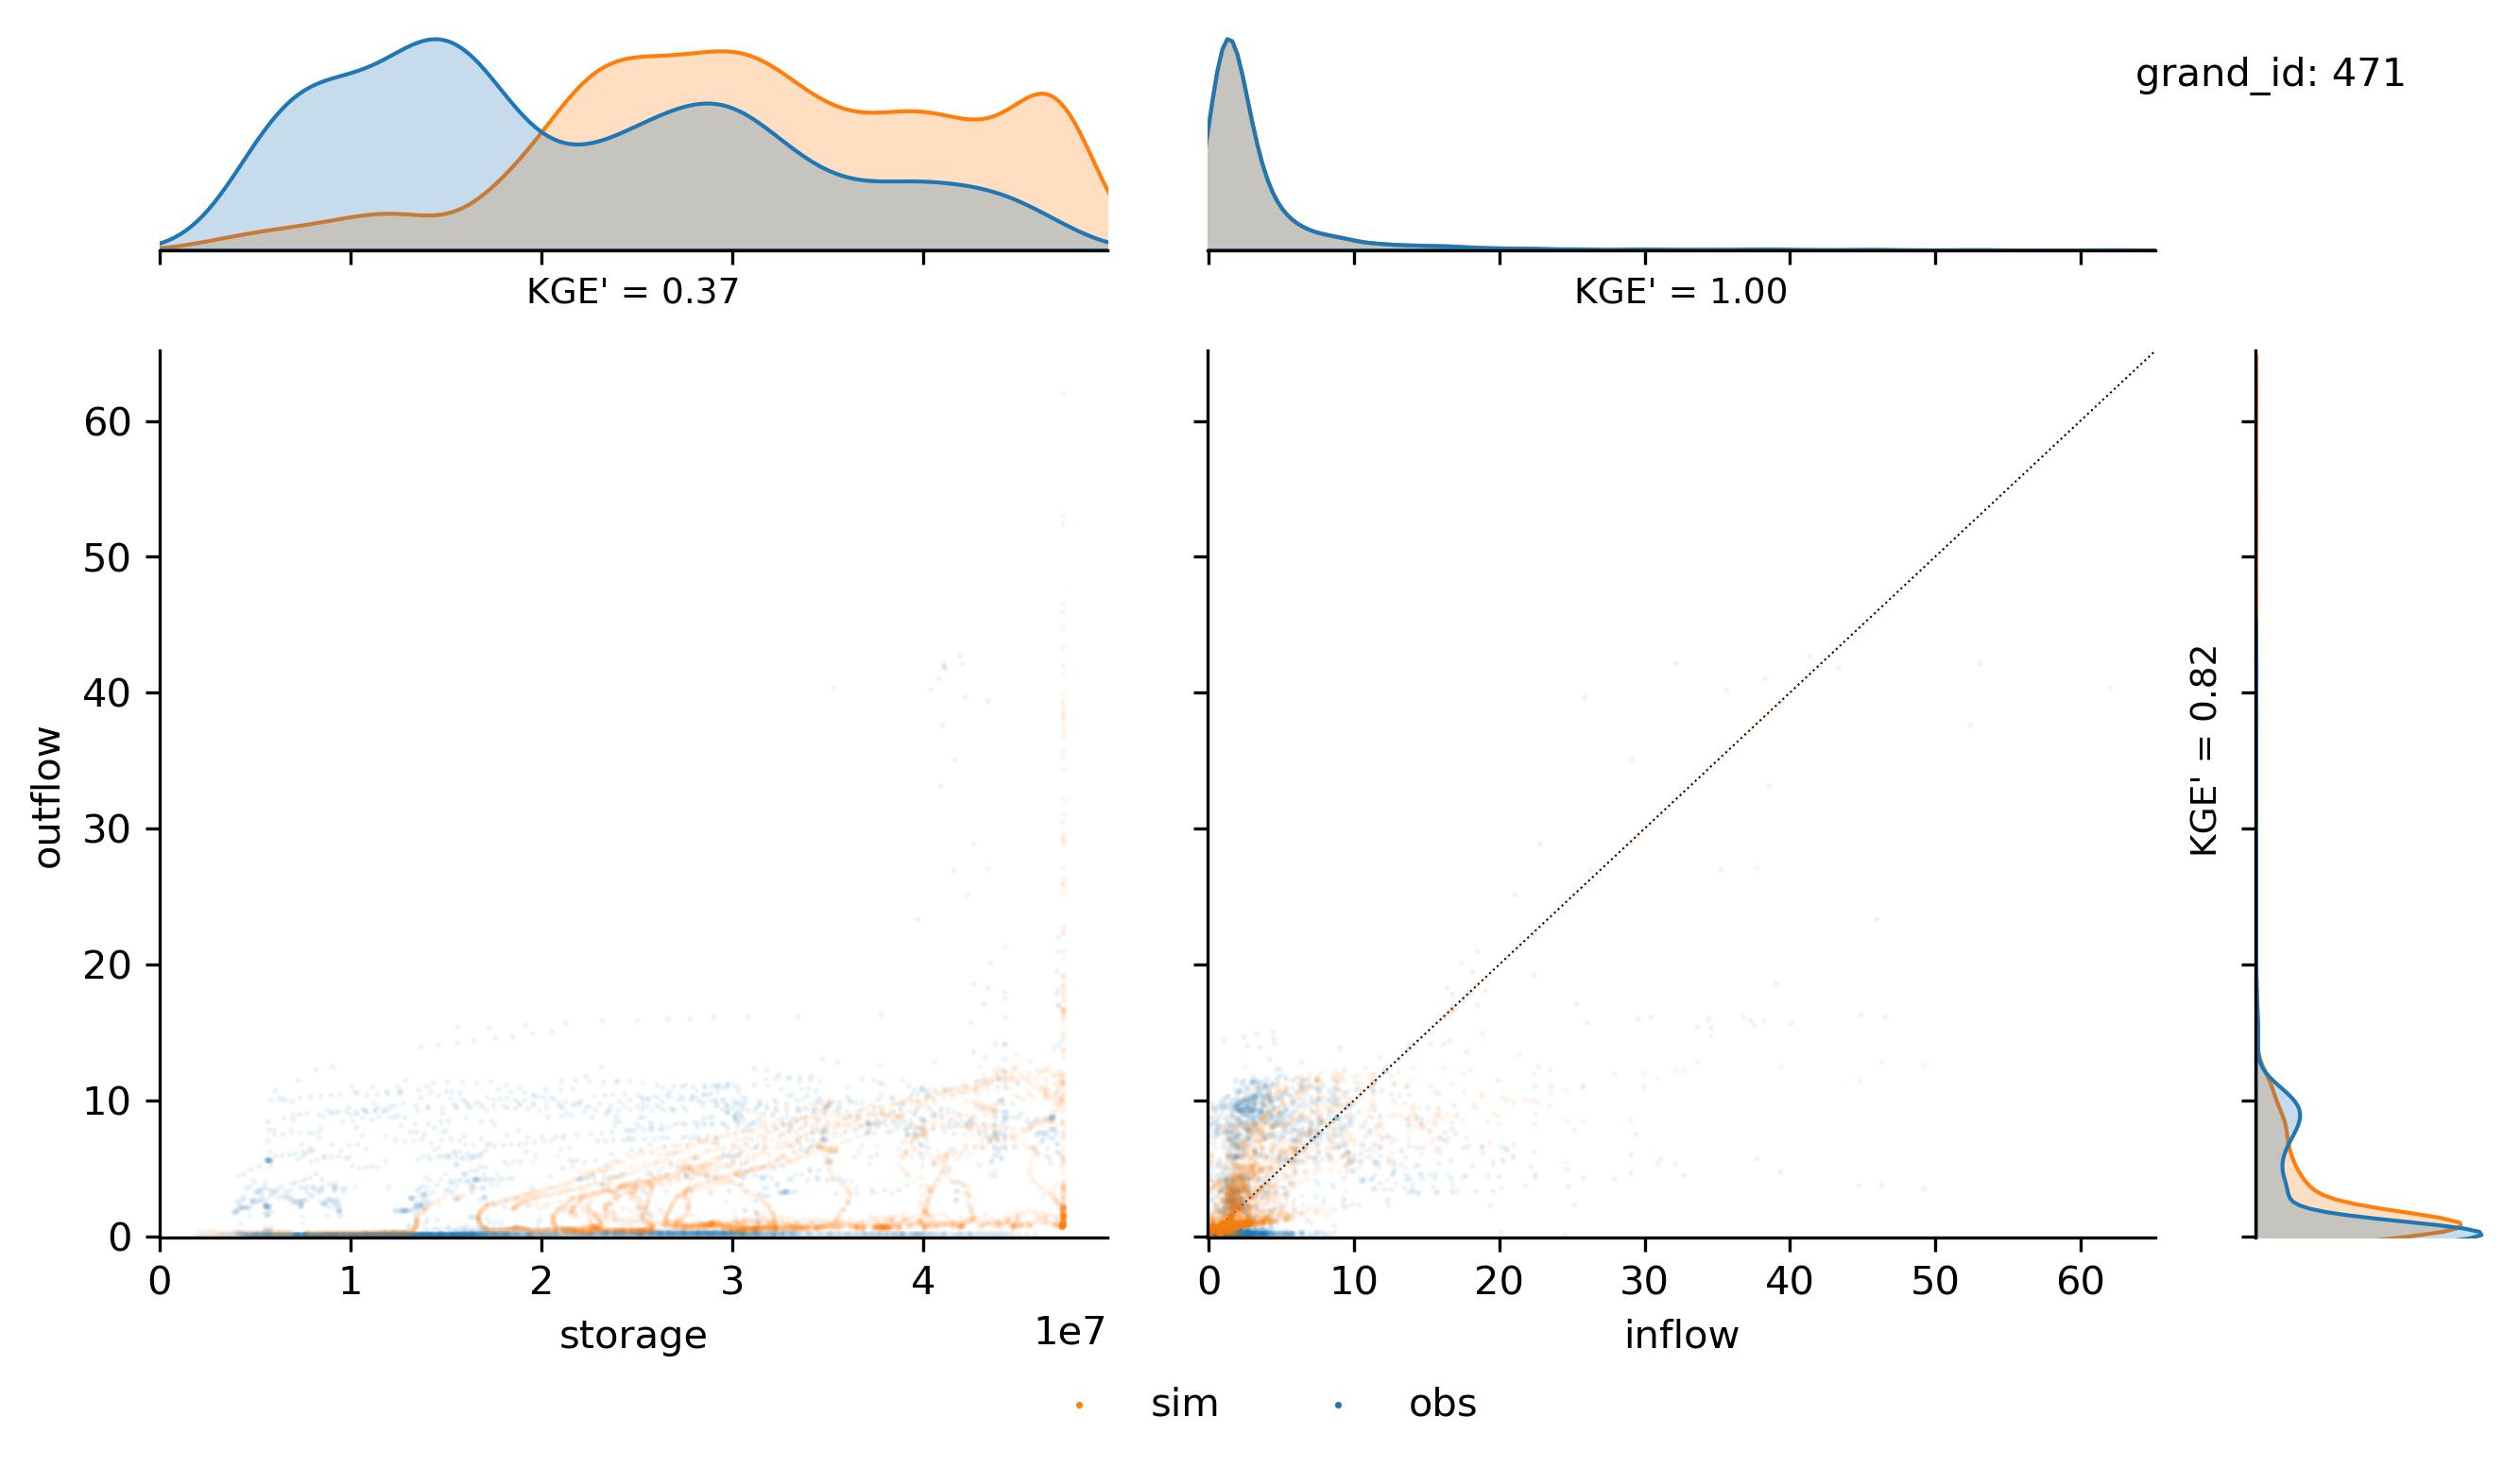 grand_id: 471
KGE' = 0.37
KGE' = 1.00
60
50
40
30
20
10
0
outflow
0 1 2 3 4
storage
1e7
0 10 20 30 40 50 60
inflow
KGE' = 0.82
sim obs